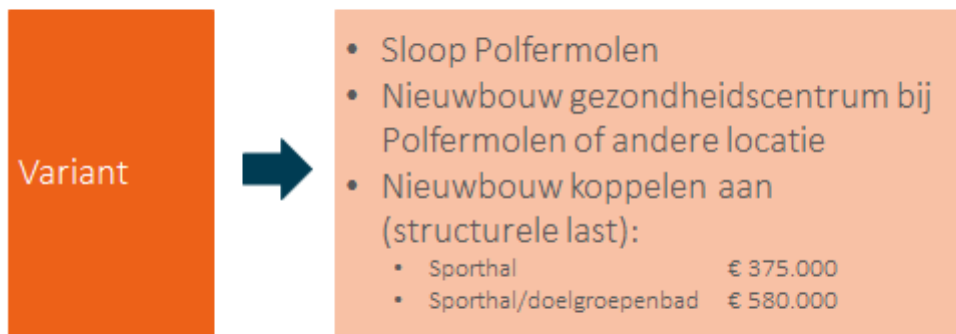 Variant
• Sloop Polfermolen
• Nieuwbouw gezondheidscentrum bij
Polfermolen of andere locatie
• Nieuwbouw koppelen aan
(structurele last):
• Sporthal € 375.000
• Sporthal/doelgroepenbad € 580.000